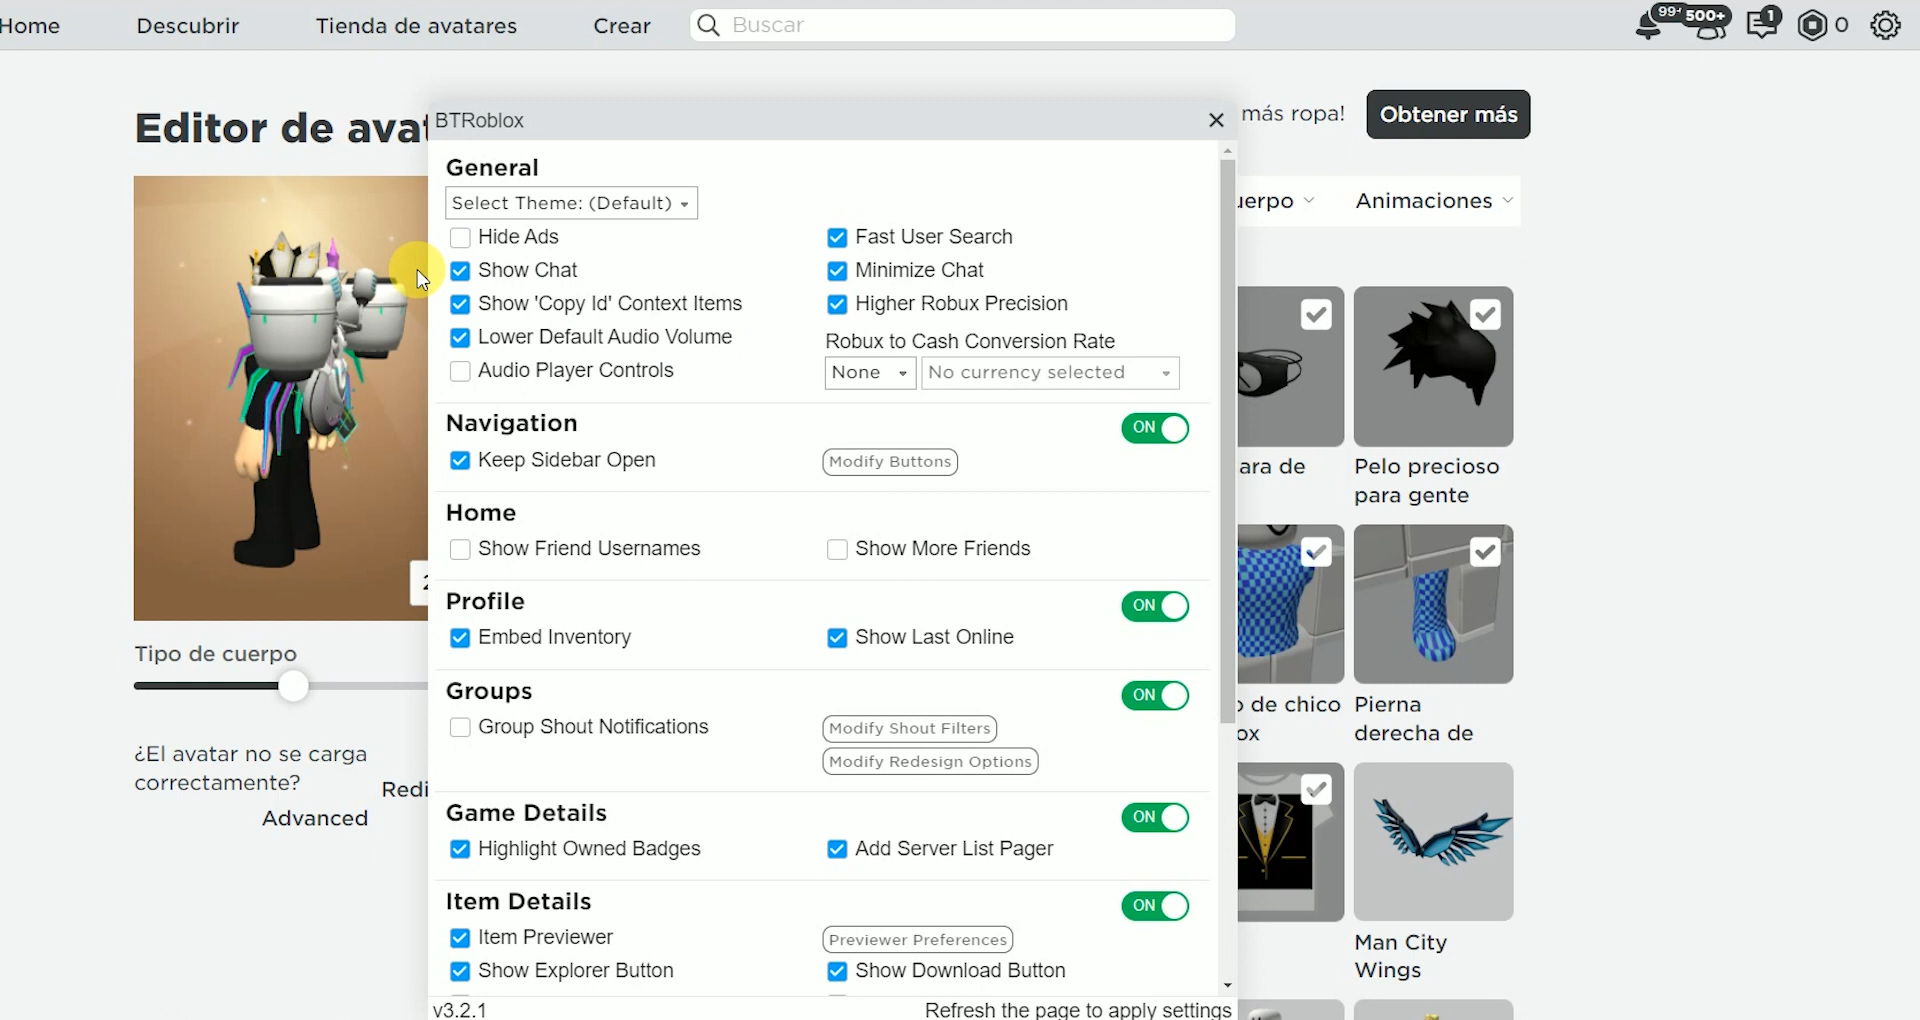 Home
Descubrir
Tienda de avatares
Crear
Buscar
99+
500+
1
0
Editor de avat
más ropa!
Obtener más
BTRoblox
General
Select Theme: (Default)
Hide Ads
Fast User Search
Show Chat
Minimize Chat
Show 'Copy Id' Context Items
Higher Robux Precision
Lower Default Audio Volume
Robux to Cash Conversion Rate
Audio Player Controls
None
No currency selected
Navigation
ON
Keep Sidebar Open
Modify Buttons
Home
Show Friend Usernames
Show More Friends
Profile
ON
Embed Inventory
Show Last Online
Groups
ON
Group Shout Notifications
Modify Shout Filters
Modify Redesign Options
Game Details
ON
Highlight Owned Badges
Add Server List Pager
Item Details
ON
Item Previewer
Previewer Preferences
Show Explorer Button
Show Download Button
v3.2.1
Refresh the page to apply settings
2
Tipo de cuerpo
¿El avatar no se carga
correctamente?
Redi
Advanced
uerpo
Animaciones
ara de
Pelo precioso
para gente
o de chico
ox
Pierna
derecha de
Man City
Wings